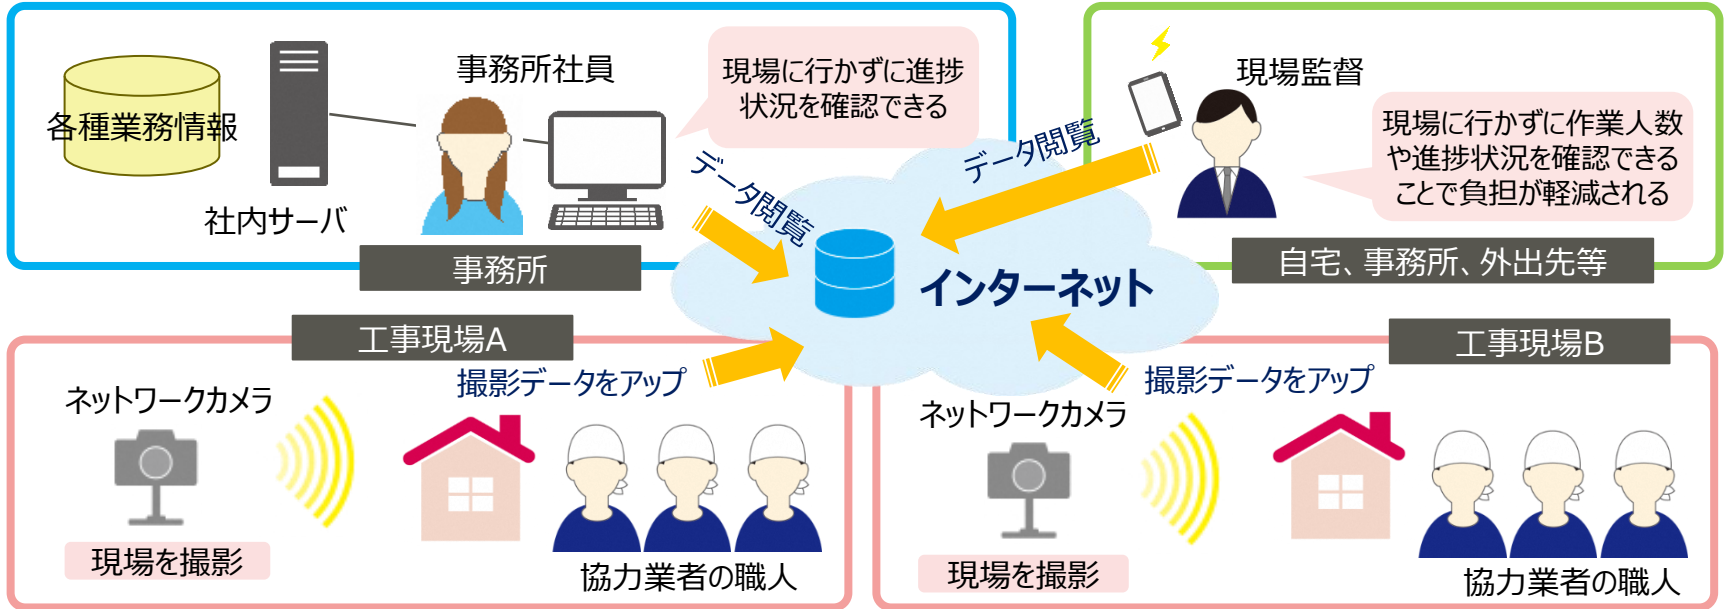 各種業務情報
社内サーバ
事務所社員
現場に行かずに進捗
状況を確認できる
データ閲覧
事務所
現場監督
現場に行かずに作業人数
や進捗状況を確認できる
ことで負担が軽減される
データ閲覧
自宅、事務所、外出先等
インターネット
工事現場A
撮影データをアップ
ネットワークカメラ
現場を撮影
協力業者の職人
工事現場B
撮影データをアップ
ネットワークカメラ
現場を撮影
協力業者の職人